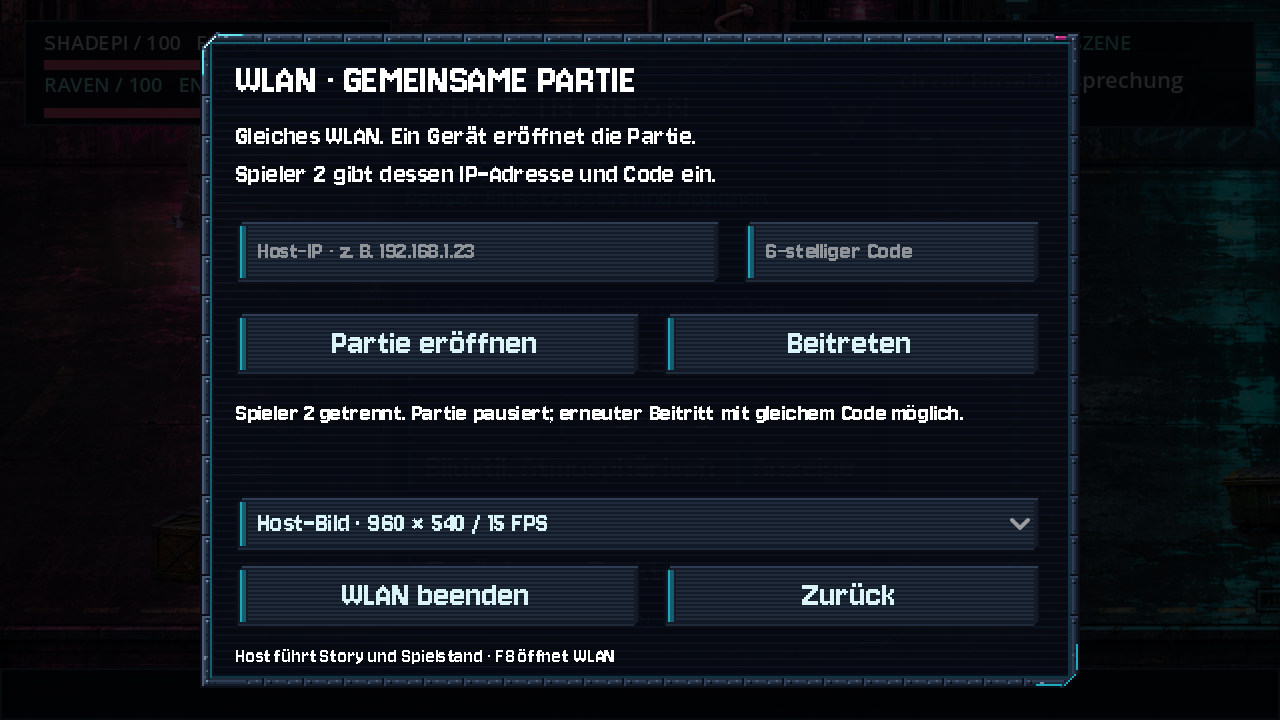 SHADEPI / 100
SZENE
RAVEN / 100 EN
sprechung
WLAN · GEMEINSAME PARTIE
Gleiches WLAN. Ein Gerät eröffnet die Partie.
Spieler 2 gibt dessen IP-Adresse und Code ein.
Host-IP · z. B. 192.168.1.23
6-stelliger Code
Partie eröffnen
Beitreten
Spieler 2 getrennt. Partie pausiert; erneuter Beitritt mit gleichem Code möglich.
Host-Bild · 960 × 540 / 15 FPS
WLAN beenden
Zurück
Host führt Story und Spielstand · F8 öffnet WLAN